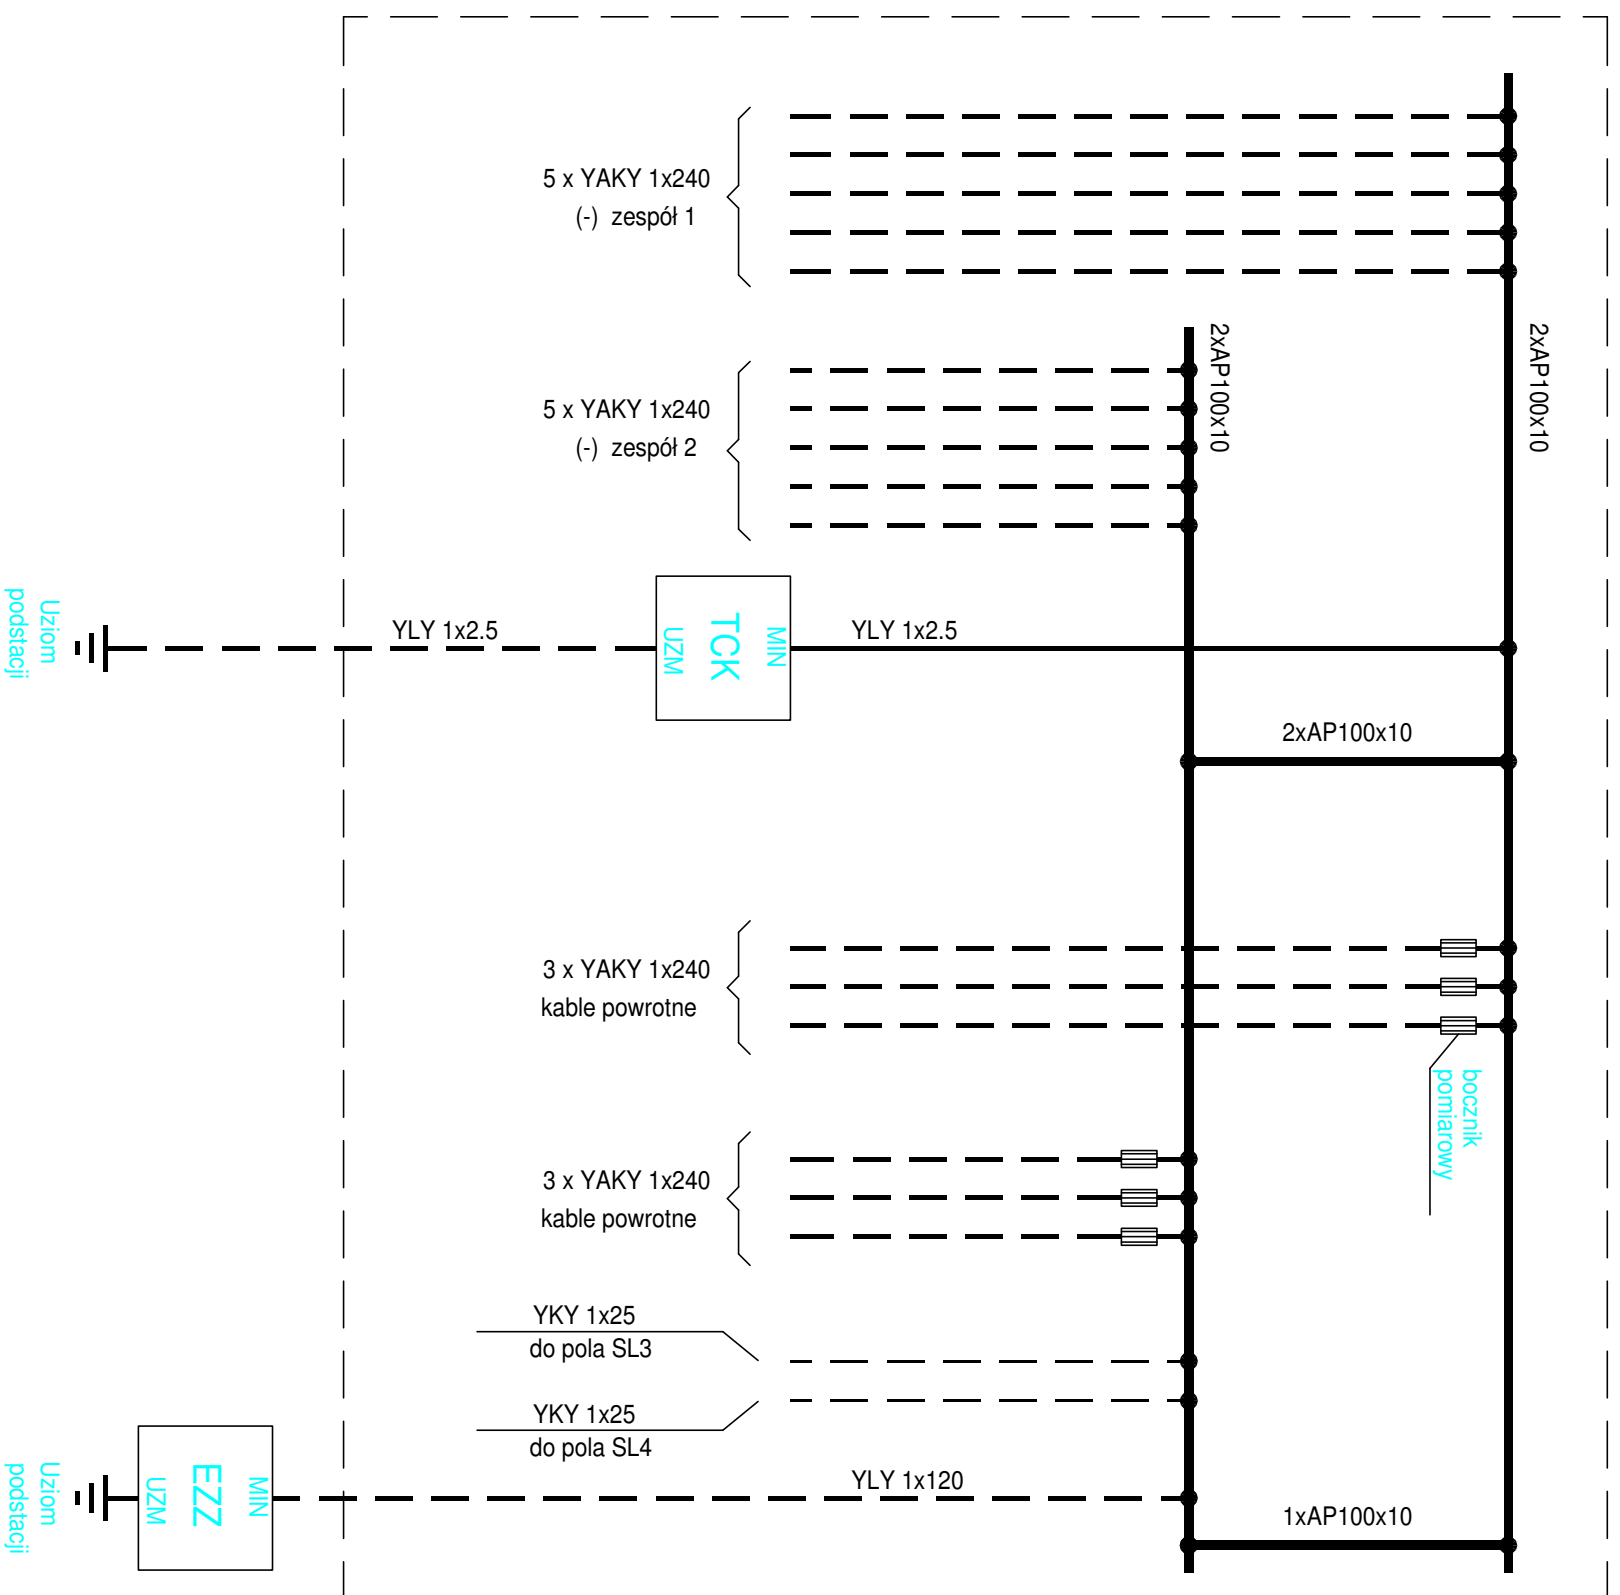 5 x YAKY 1x240
(-) zespół 1
2xAP100x10
2xAP100x10
5 x YAKY 1x240
(-) zespół 2
Uziom
podstacji
YLY 1x2.5
UZM
TCK
MIN
YLY 1x2.5
2xAP100x10
3 x YAKY 1x240
kable powrotne
bocznik
pomiarowy
3 x YAKY 1x240
kable powrotne
YKY 1x25
do pola SL3
YKY 1x25
do pola SL4
YLY 1x120
Uziom
podstacji
UZM
EZZ
MIN
1xAP100x10